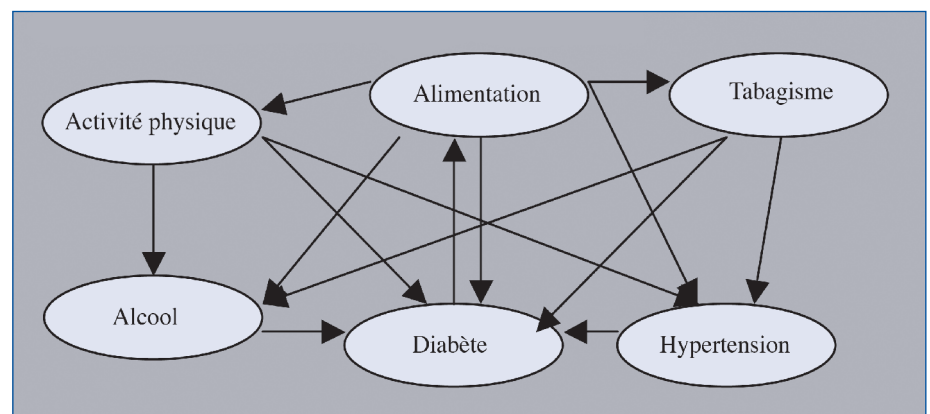 Alimentation
Tabagisme
Activité physique
Alcool
Diabète
Hypertension